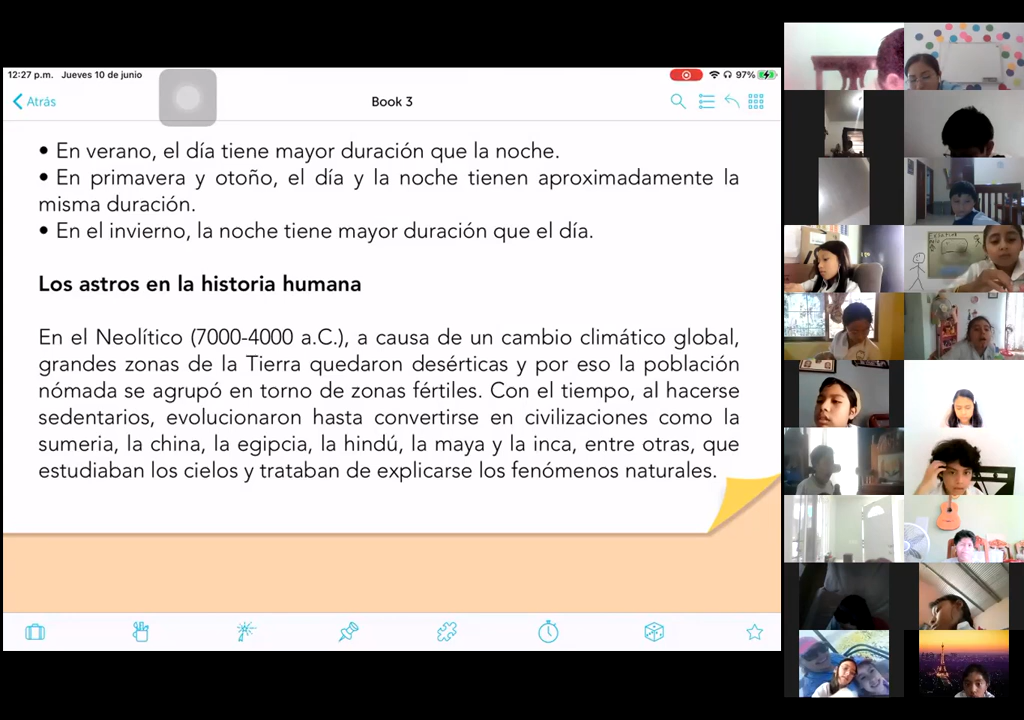 12:27 p.m. Jueves 10 de junio
97%
Atrás
Book 3
• En verano, el día tiene mayor duración que la noche.
• En primavera y otoño, el día y la noche tienen aproximadamente la
misma duración.
• En el invierno, la noche tiene mayor duración que el día.
Los astros en la historia humana
En el Neolítico (7000-4000 a.C.), a causa de un cambio climático global,
grandes zonas de la Tierra quedaron desérticas y por eso la población
nómada se agrupó en torno de zonas fértiles. Con el tiempo, al hacerse
sedentarios, evolucionaron hasta convertirse en civilizaciones como la
sumeria, la china, la egipcia, la hindú, la maya y la inca, entre otras, que
estudiaban los cielos y trataban de explicarse los fenómenos naturales.